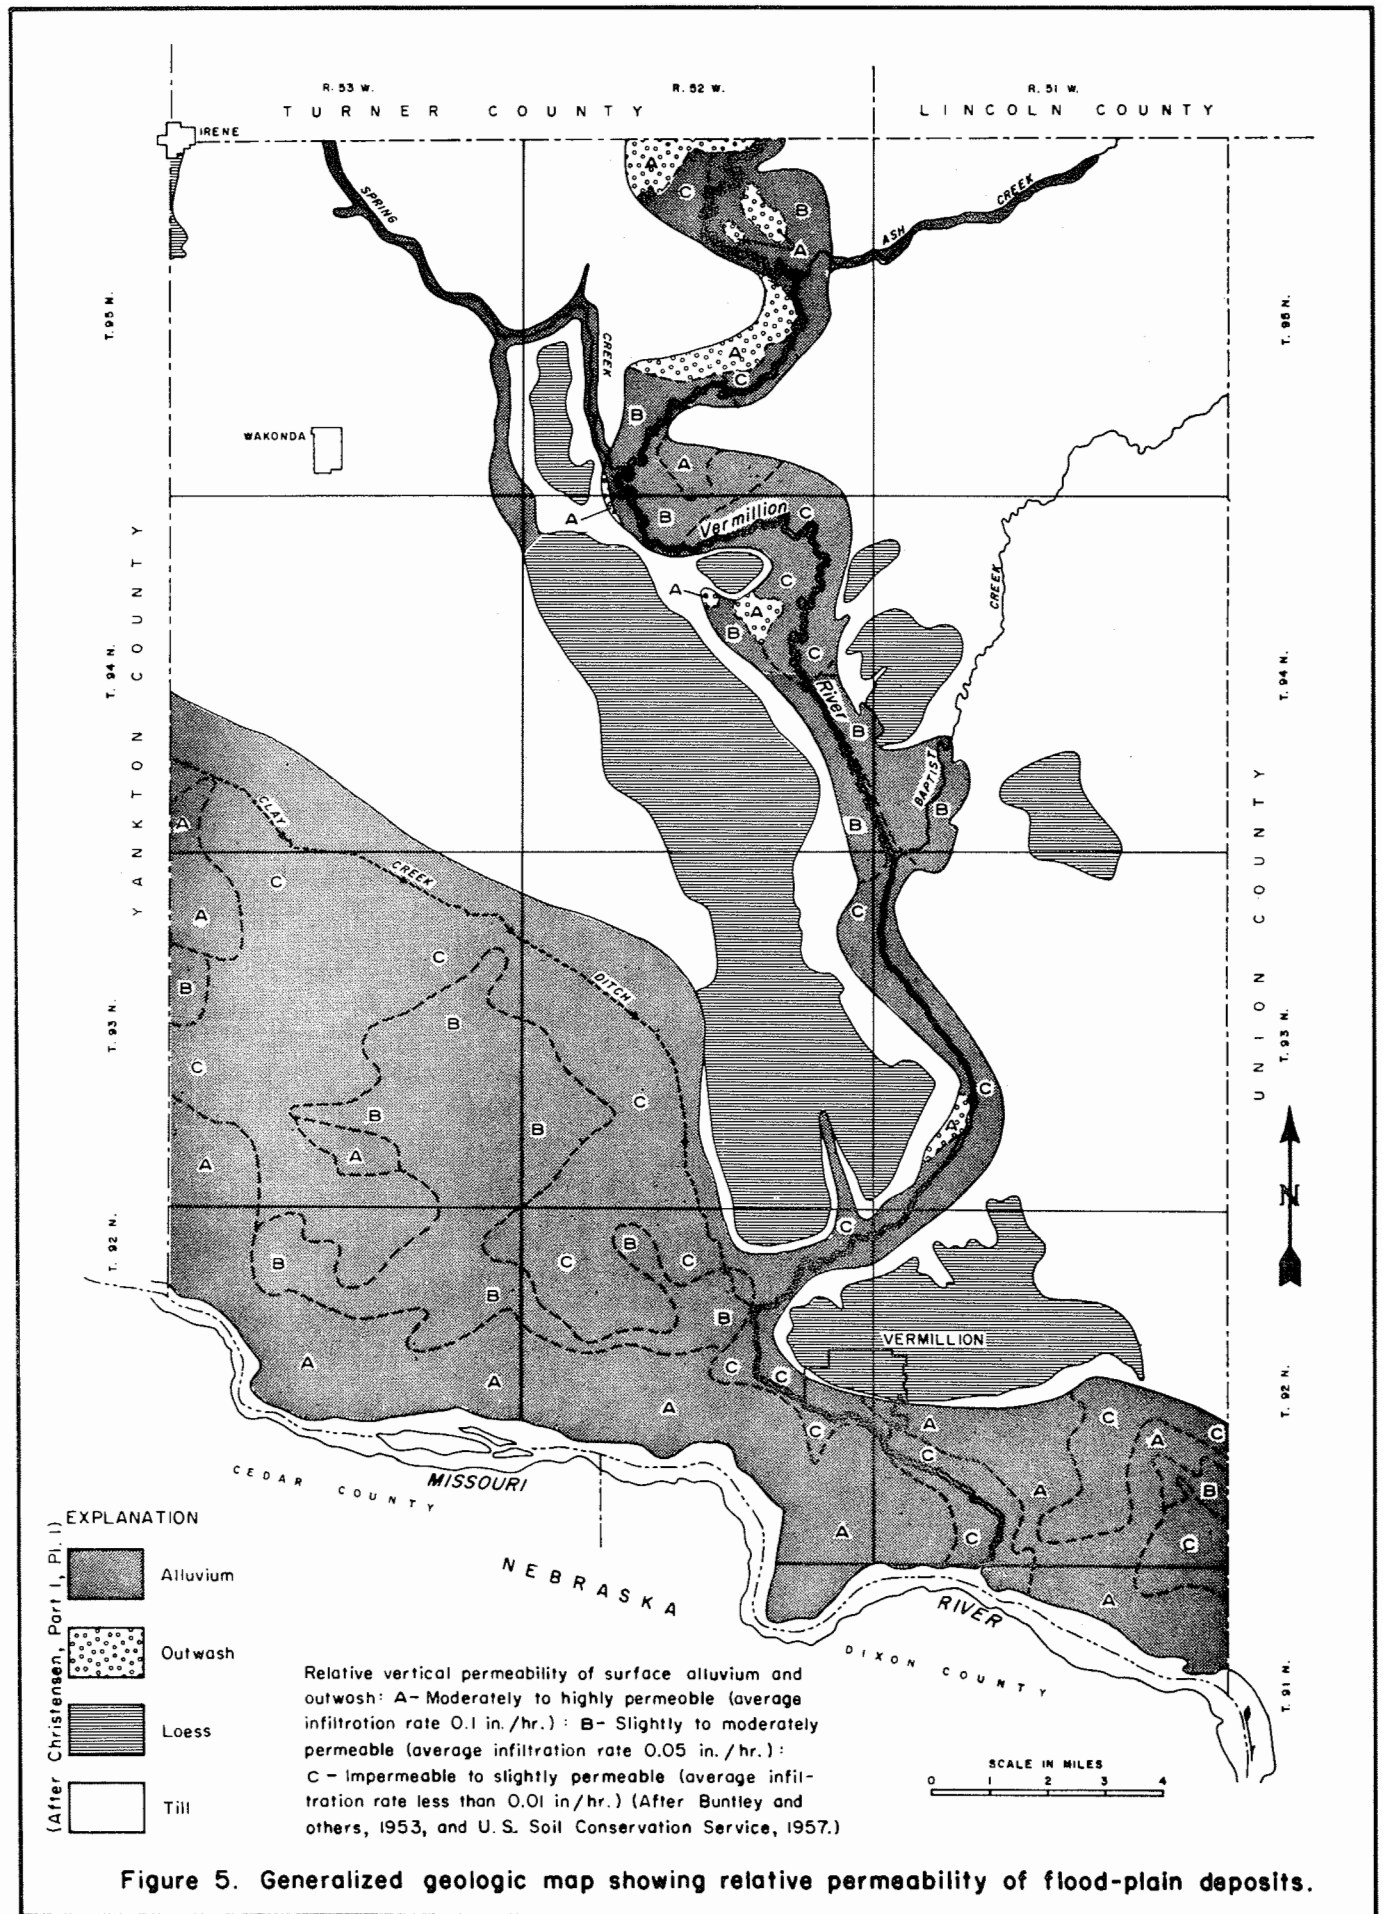 R. 53 W.
R. 52 W.
R. 51 W.
TURNER COUNTY
LINCOLN COUNTY
IRENE
SPRING
CREEK
ASH
CREEK
A
C
B
A
T. 95 N.
T. 95 N.
A
C
B
WAKONDA
A
A
B
Vermillion
C
CREEK
A
C
A
B
C
T. 94 N.
T. 94 N.
River
B
BAPTIST
B
B
YANKTON COUNTY
UNION COUNTY
CLAY
CREEK
DITCH
A
C
A
C
C
B
B
T. 93 N.
T. 93 N.
C
C
C
B
B
A
A
A
N
T. 92 N.
C
B
B
C
C
B
B
VERMILLION
C
C
A
A
A
T. 92 N.
C
A
C
A
C
C
A
B
A
C
C
A
CEDAR COUNTY
MISSOURI
NEBRASKA
RIVER
DIXON COUNTY
T. 91 N.
EXPLANATION
(After Christensen, Part I, Pl. I)
Alluvium
Outwash
Loess
Till
Relative vertical permeability of surface alluvium and
outwash: A- Moderately to highly permeable (average
infiltration rate 0.1 in./hr.) : B- Slightly to moderately
permeable (average infiltration rate 0.05 in. / hr.) :
C - Impermeable to slightly permeable (average infil-
tration rate less than 0.01 in/hr.) (After Buntley and
others, 1953, and U. S. Soil Conservation Service, 1957.)
SCALE IN MILES
0 1 2 3 4
Figure 5. Generalized geologic map showing relative permeability of flood-plain deposits.